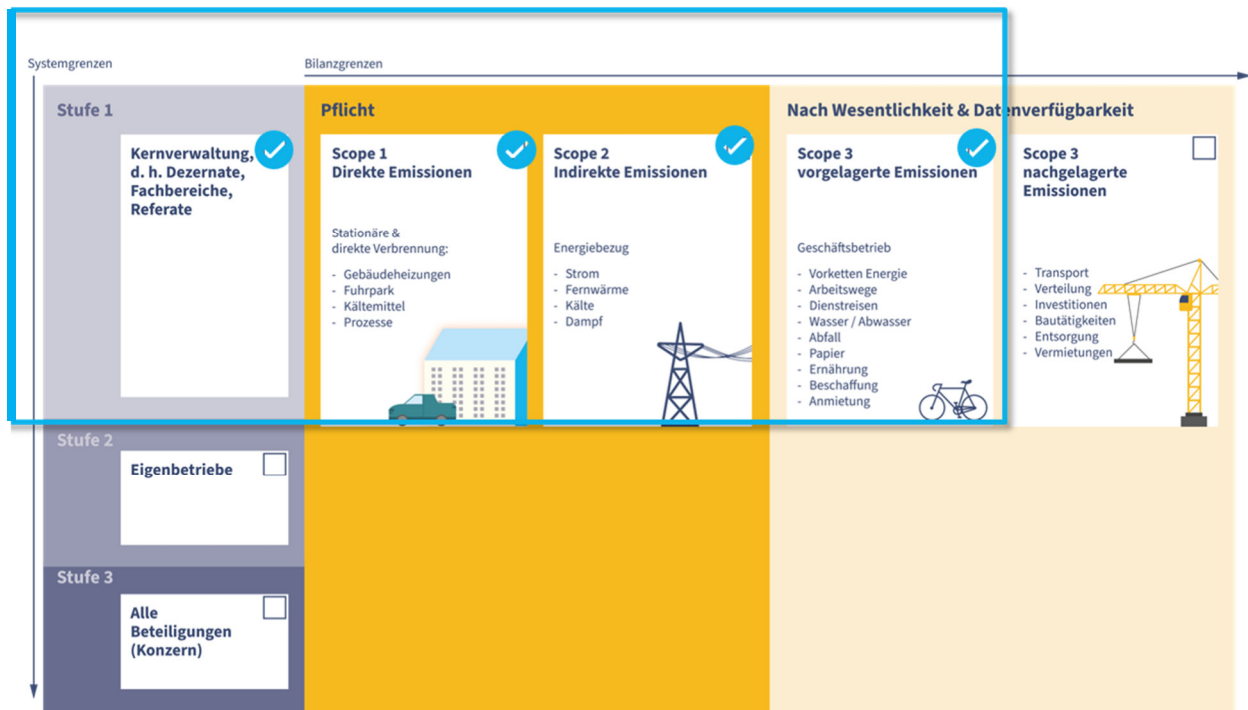 Systemgrenzen
Bilanzgrenzen
Stufe 1
Kernverwaltung,
d. h. Dezernate,
Fachbereiche,
Referate
Pflicht
Scope 1
Direkte Emissionen
Stationäre &
direkte Verbrennung:
- Gebäudeheizungen
- Fuhrpark
- Kältemittel
- Prozesse
Scope 2
Indirekte Emissionen
Energiebezug
- Strom
- Fernwärme
- Kälte
- Dampf
Nach Wesentlichkeit & Datenverfügbarkeit
Scope 3
vorgelagerte Emissionen
Geschäftsbetrieb
- Vorketten Energie
- Arbeitswege
- Dienstreisen
- Wasser / Abwasser
- Abfall
- Papier
- Ernährung
- Beschaffung
- Anmietung
Scope 3
nachgelagerte
Emissionen
- Transport
- Verteilung
- Investitionen
- Bautätigkeiten
- Entsorgung
- Vermietungen
Stufe 2
Eigenbetriebe
Stufe 3
Alle
Beteiligungen
(Konzern)